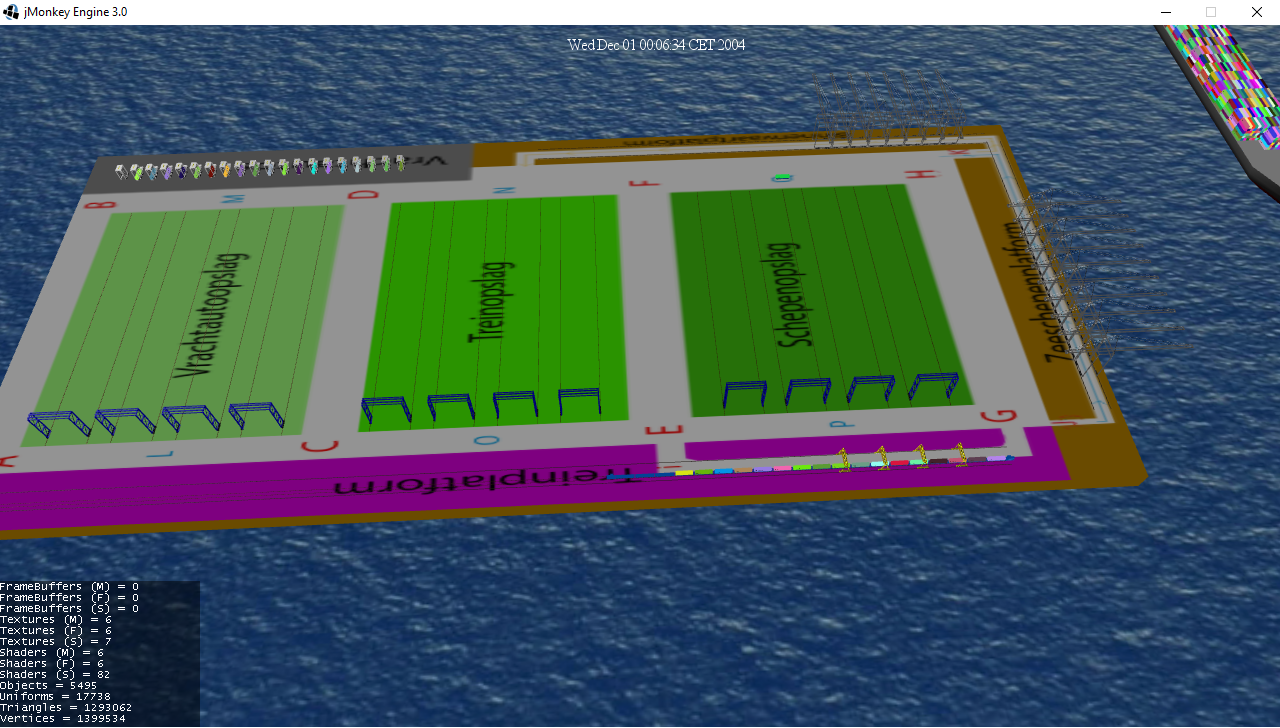 jMonkey Engine 3.0
Wed Dec 01 00:06:34 CET 2004
B
M
D
N
F
H
Vrachtautoopslag
Treinopslag
Schepenopslag
Zeeschepenplatform
A
L
C
O
E
P
G
J
I
Treinplatform
FrameBuffers (M) = 0
FrameBuffers (F) = 0
FrameBuffers (S) = 0
Textures (M) = 6
Textures (F) = 6
Textures (S) = 7
Shaders (M) = 6
Shaders (F) = 6
Shaders (S) = 82
Objects = 5495
Uniforms = 17738
Triangles = 1293062
Vertices = 1399534